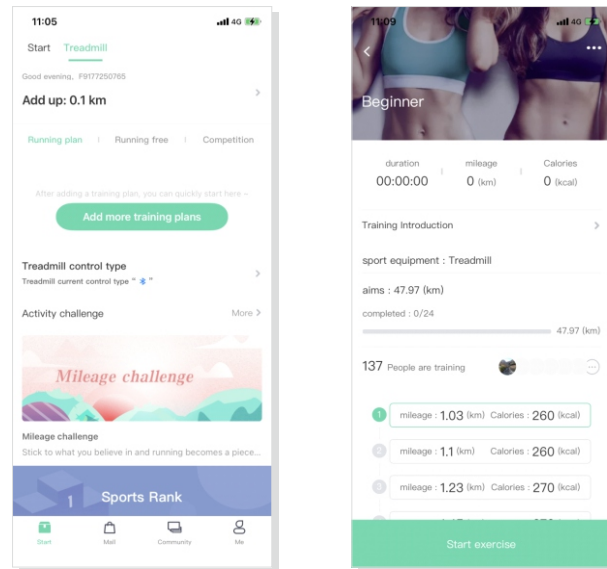 11:05
4G
Start Treadmill
Good evening, F9177250765
Add up: 0.1 km
Running plan Running free Competition
After adding a training plan, you can quickly start here ~
Add more training plans
Treadmill control type
Treadmill current control type " "
Activity challenge More
Mileage challenge
Mileage challenge
Stick to what you believe in and running becomes a piece...
1 Sports Rank
Start Mall Community Me
11:09
4G
Beginner
duration mileage Calories
00:00:00 0 (km) 0 (kcal)
Training Introduction
sport equipment : Treadmill
aims : 47.97 (km)
completed : 0/24
47.97 (km)
137 People are training
1 mileage : 1.03 (km) Calories : 260 (kcal)
2 mileage : 1.1 (km) Calories : 260 (kcal)
3 mileage : 1.23 (km) Calories : 270 (kcal)
Start exercise